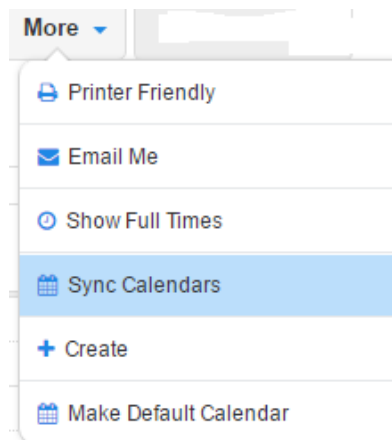 More
Printer Friendly
Email Me
Show Full Times
Sync Calendars
Create
Make Default Calendar